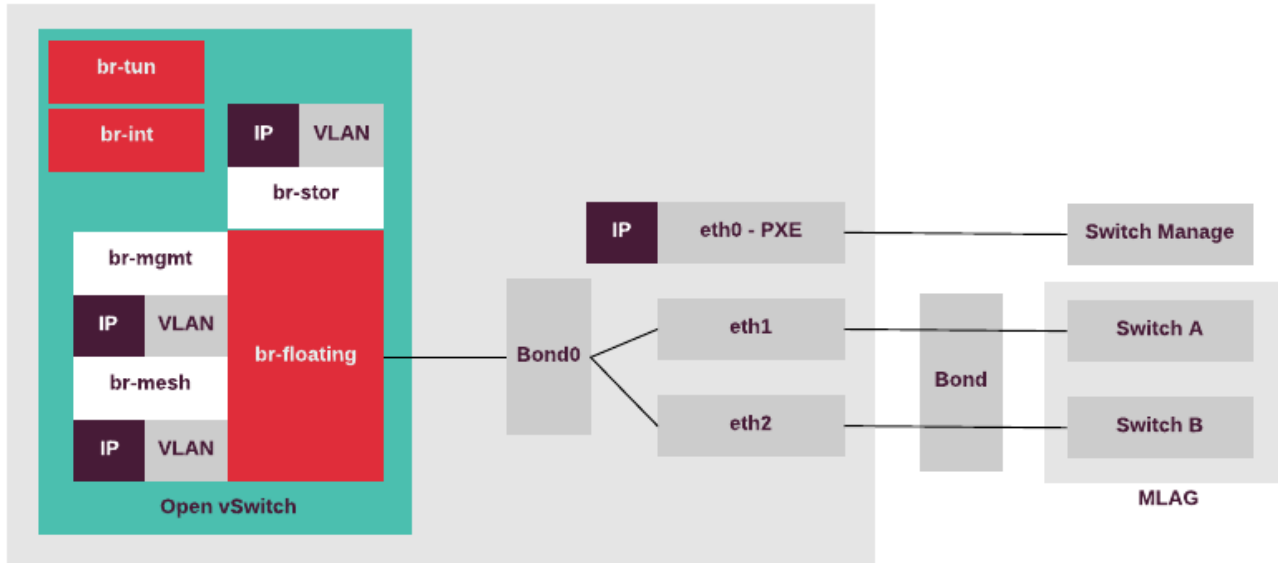 br-tun
br-int
IP VLAN
br-stor
br-mgmt
IP VLAN
br-mesh
IP VLAN
br-floating
Open vSwitch
Bond0
IP eth0 - PXE
eth1
eth2
Bond
Switch Manage
Switch A
Switch B
MLAG